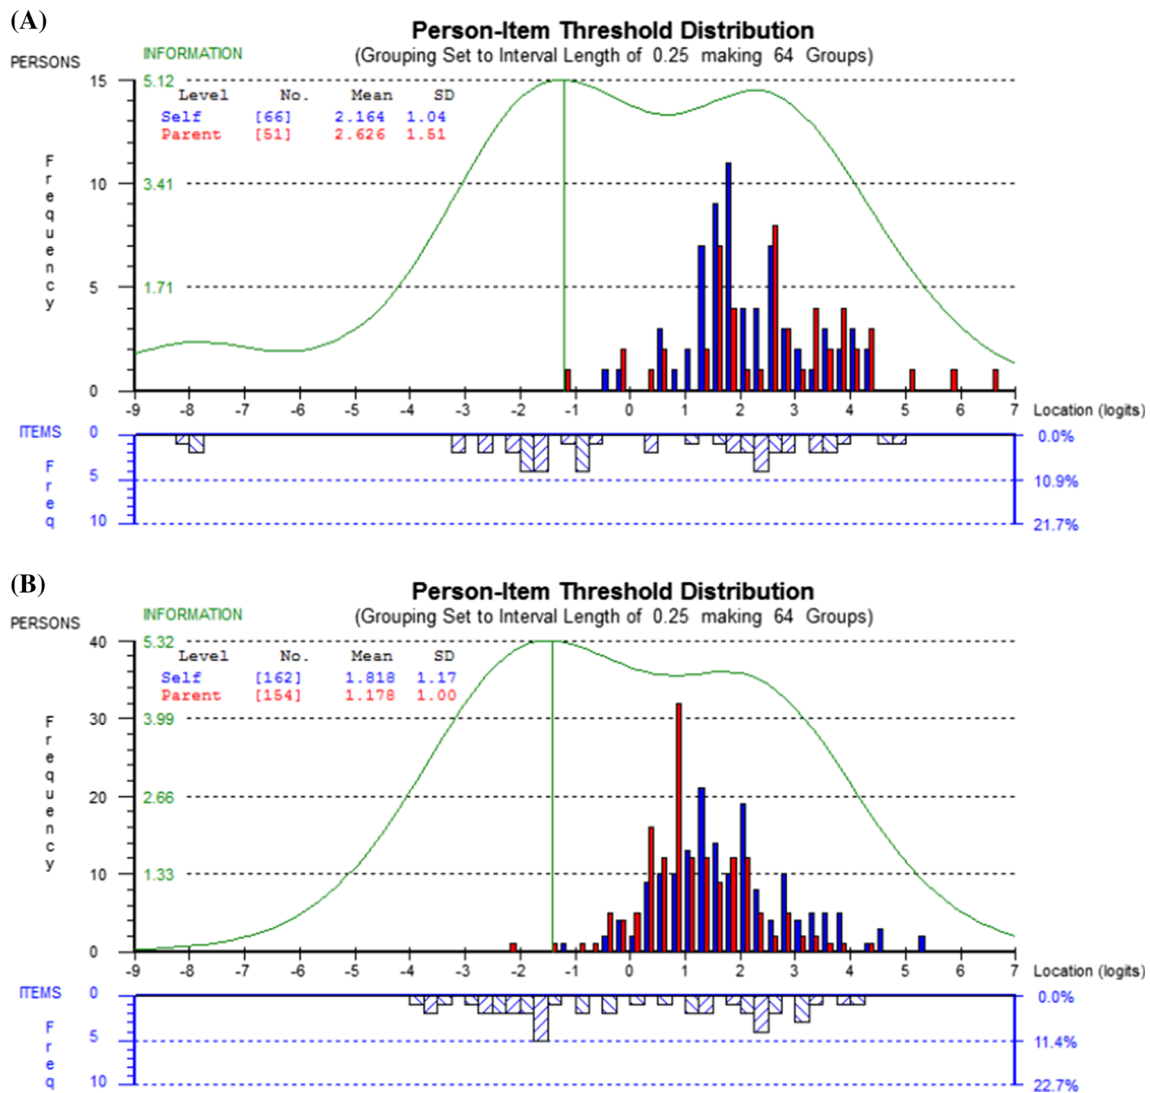 (A)
Person-Item Threshold Distribution
(Grouping Set to Interval Length of 0.25 making 64 Groups)
PERSONS
INFORMATION
15 5.12
Level No. Mean SD
Self [66] 2.164 1.04
Parent [51] 2.626 1.51
Frequency
10 3.41
5 1.71
0
-9 -8 -7 -6 -5 -4 -3 -2 -1 0 1 2 3 4 5 6 7 Location (logits)
ITEMS 0 0.0%
Freq
5 10.9%
10 21.7%
(B)
Person-Item Threshold Distribution
(Grouping Set to Interval Length of 0.25 making 64 Groups)
PERSONS
INFORMATION
40 5.32
Level No. Mean SD
Self [162] 1.818 1.17
Parent [154] 1.178 1.00
Frequency
30 3.99
20 2.66
10 1.33
0
-9 -8 -7 -6 -5 -4 -3 -2 -1 0 1 2 3 4 5 6 7 Location (logits)
ITEMS 0 0.0%
Freq
5 11.4%
10 22.7%